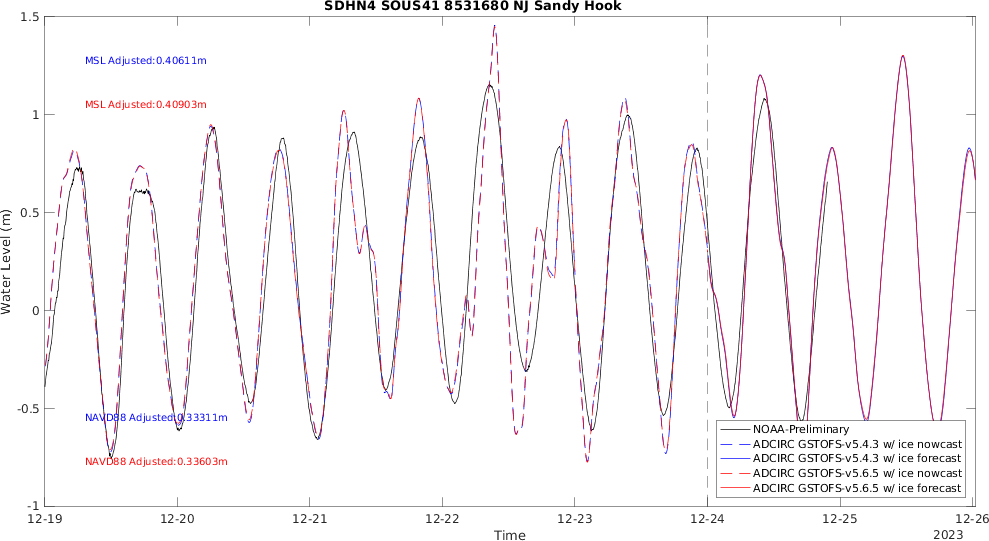 SDHN4 SOUS41 8531680 NJ Sandy Hook
1.5
1
0.5
0
-0.5
-1
Water Level (m)
MSL Adjusted:0.40611m
MSL Adjusted:0.40903m
NAVD88 Adjusted:0.33311m
NAVD88 Adjusted:0.33603m
NOAA-Preliminary
ADCIRC GSTOFS-v5.4.3 w/ ice nowcast
ADCIRC GSTOFS-v5.4.3 w/ ice forecast
ADCIRC GSTOFS-v5.6.5 w/ ice nowcast
ADCIRC GSTOFS-v5.6.5 w/ ice forecast
12-19 12-20 12-21 12-22 12-23 12-24 12-25 12-26
Time
2023